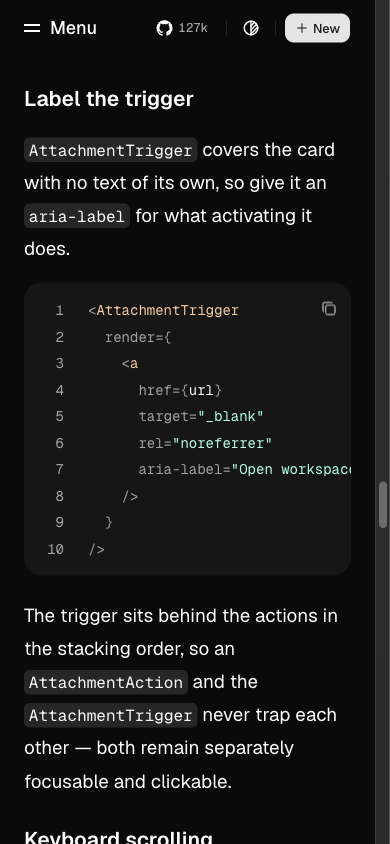 Menu 127k + New
Label the trigger
AttachmentTrigger covers the card
with no text of its own, so give it an
aria-label for what activating it
does.
1 <AttachmentTrigger
2 render={
3 <a
4 href={url}
5 target="_blank"
6 rel="noreferrer"
7 aria-label="Open workspac
8 />
9 }
10 />
The trigger sits behind the actions in
the stacking order, so an
AttachmentAction and the
AttachmentTrigger never trap each
other — both remain separately
focusable and clickable.
Keyboard scrolling